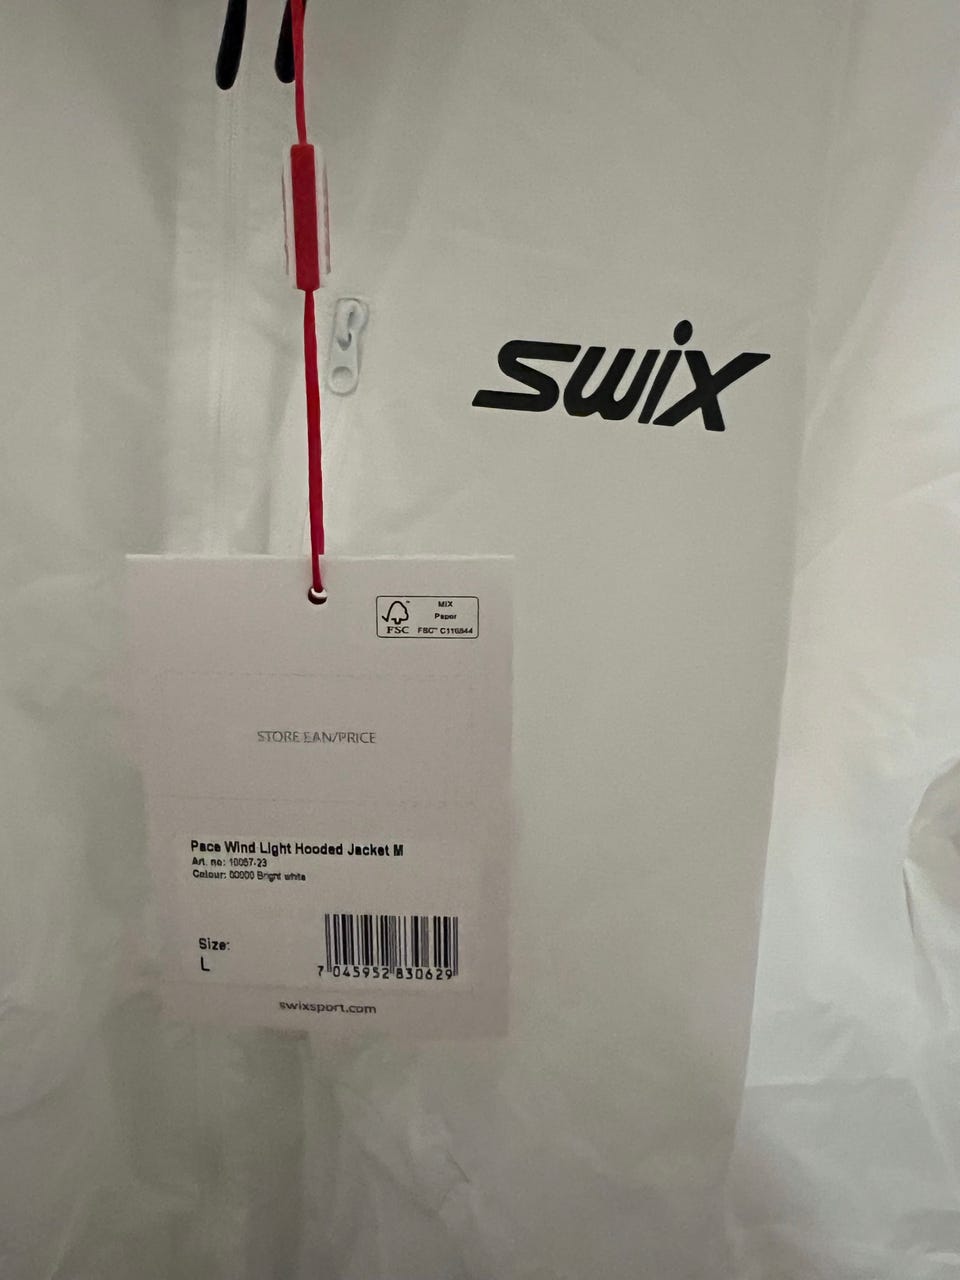 swix
MIX
Paper
FSC
FSC™ C116844
STORE EAN/PRICE
Pace Wind Light Hooded Jacket M
Art. no: 10057-23
Colour: 00000 Bright white
Size:
L
7 045952 830629
swixsport.com